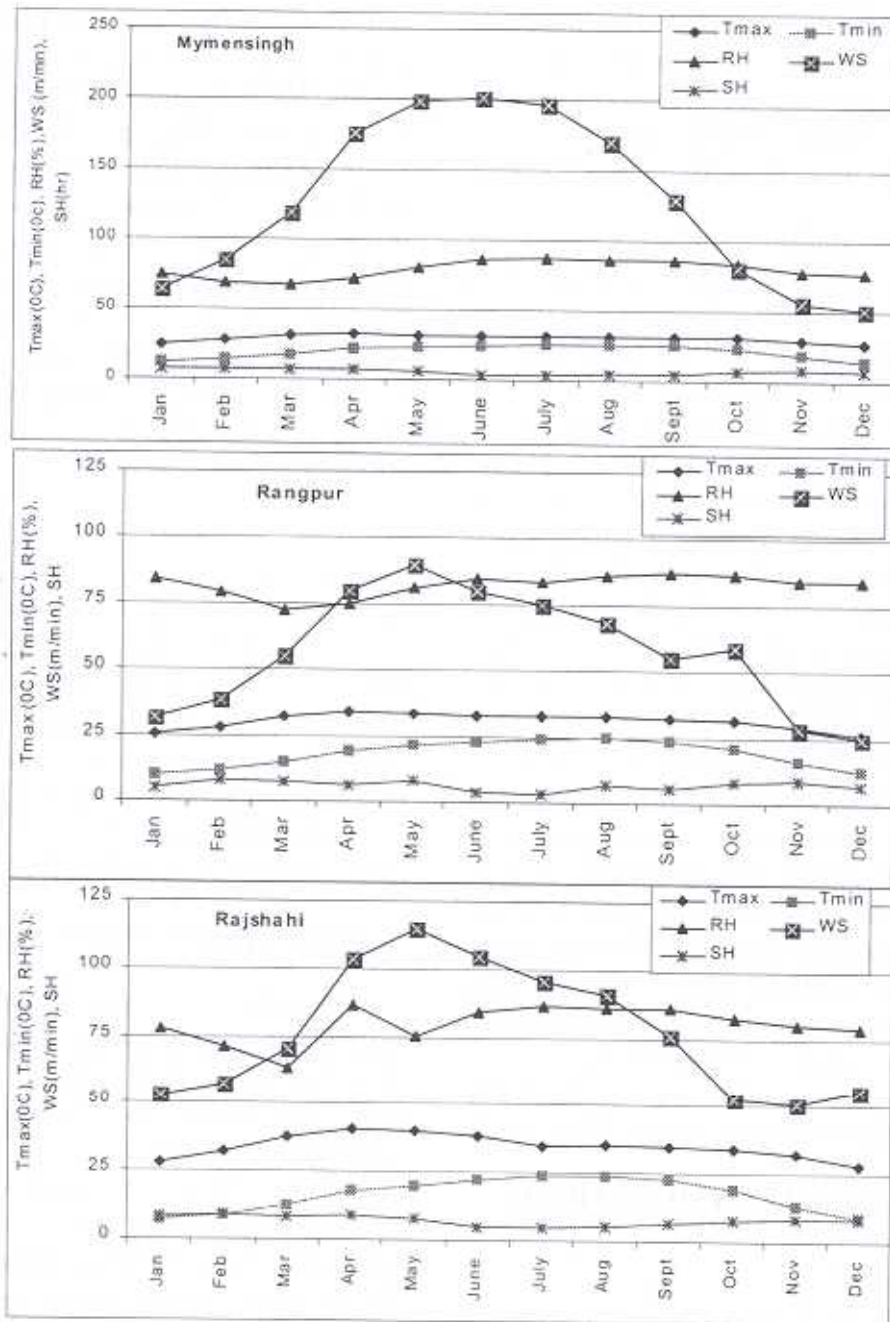 Mymensingh
Tmax Tmin
RH WS
SH
Tmax(0C), Tmin(0c), RH(%),WS (m/min),
SH(hr)
250
200
150
100
50
0
Jan Feb Mar Apr May June July Aug Sept Oct Nov Dec
Rangpur
Tmax Tmin
RH WS
SH
Tmax(0C), Tmin(0C), RH(%),
WS(m/min), SH
125
100
75
50
25
0
Jan Feb Mar Apr May June July Aug Sept Oct Nov Dec
Rajshahi
Tmax Tmin
RH WS
SH
Tmax(0C), Tmin(0C), RH(%),
WS(m/min), SH
125
100
75
50
25
0
Jan Feb Mar Apr May June July Aug Sept Oct Nov Dec